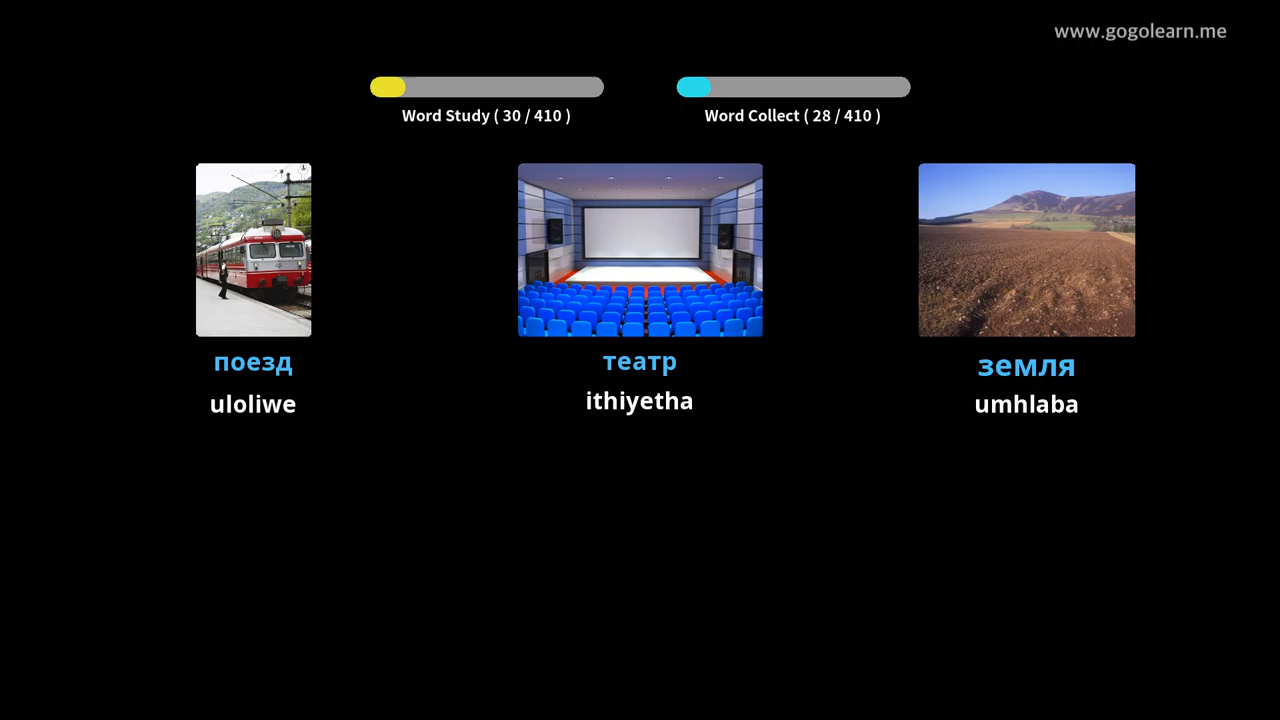 www.gogolearn.me
Word Study ( 30 / 410 )
Word Collect ( 28 / 410 )
поезд
театр
земля
uloliwe
ithiyetha
umhlaba